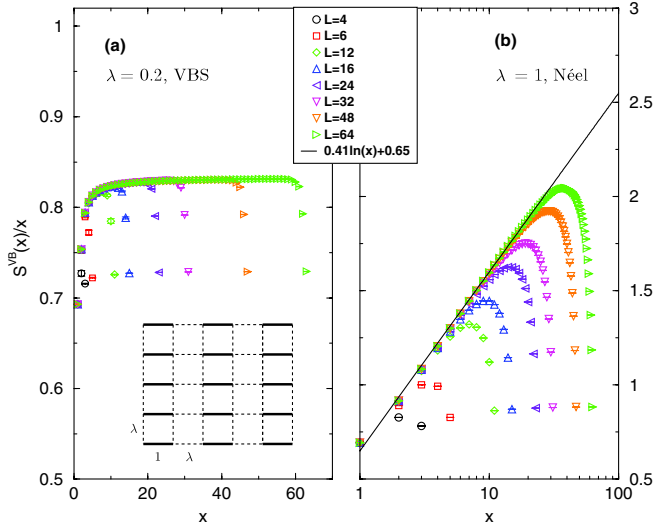 (a)
λ = 0.2, VBS
L=4
L=6
L=12
L=16
L=24
L=32
L=48
L=64
0.41ln(x)+0.65
(b)
λ = 1, Néel
S^VB(x)/x
1
0.9
0.8
0.7
0.6
0.5
0
20
40
60
x
λ
1
λ
3
2.5
2
1.5
1
0.5
1
10
100
x